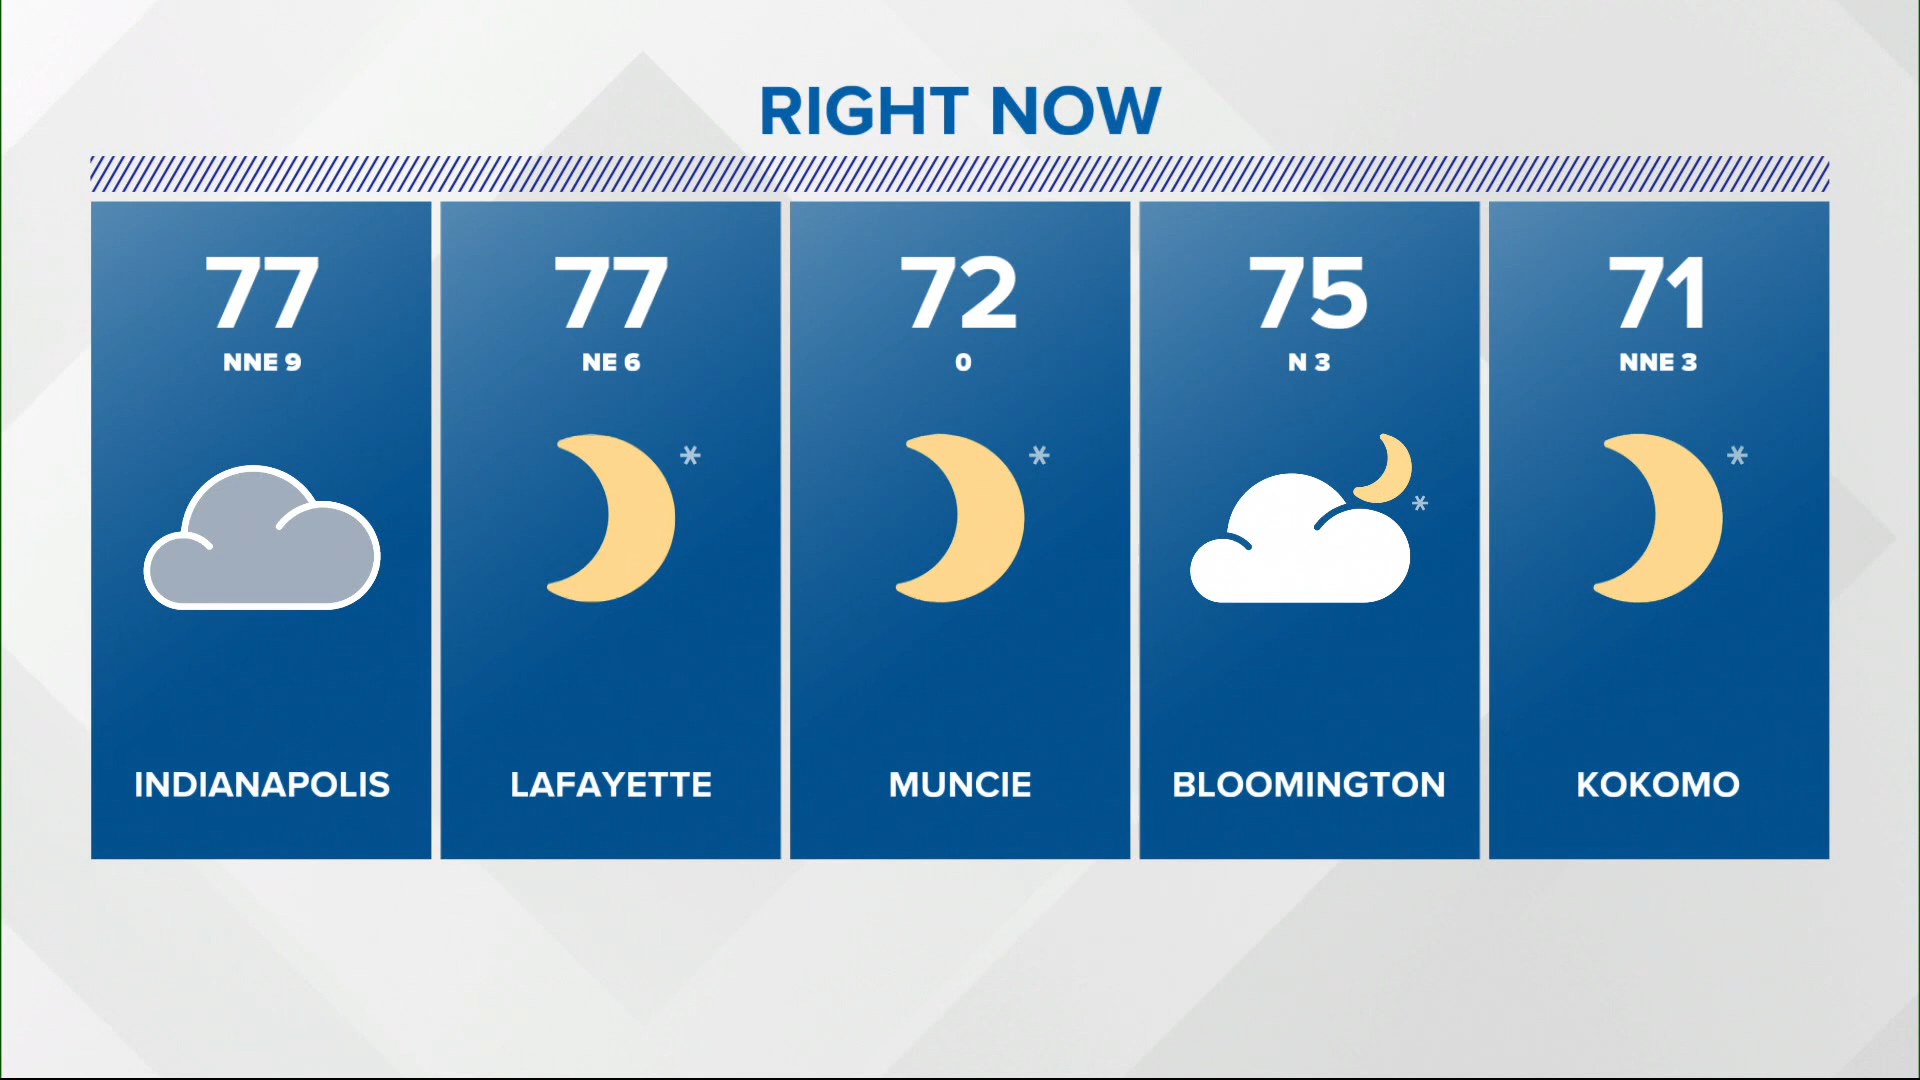 RIGHT NOW
77
NNE 9
INDIANAPOLIS
77
NE 6
LAFAYETTE
72
0
MUNCIE
75
N 3
BLOOMINGTON
71
NNE 3
KOKOMO